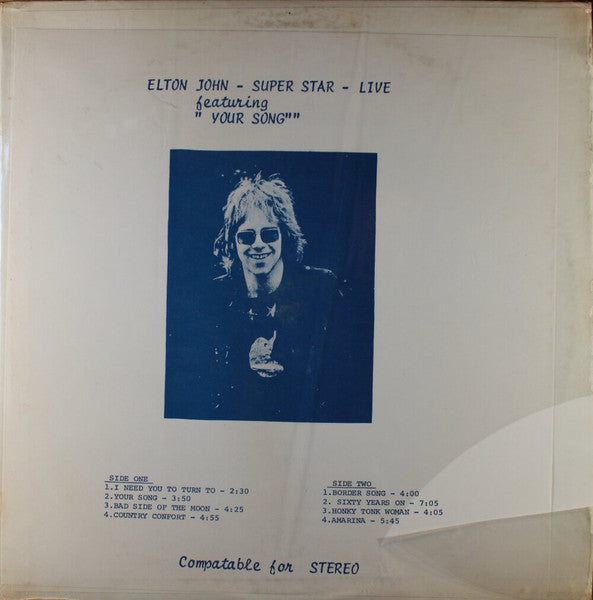 ELTON JOHN - SUPER STAR - LIVE
featuring
" YOUR SONG""
SIDE ONE
1.I NEED YOU TO TURN TO - 2:30
2.YOUR SONG - 3:50
3.BAD SIDE OF THE MOON - 4:25
4.COUNTRY CONFORT - 4:55
SIDE TWO
1.BORDER SONG - 4:00
2. SIXTY YEARS ON - 7:05
3.HONKY TONK WOMAN - 4:05
4.AMARINA - 5:45
Compatable for STEREO